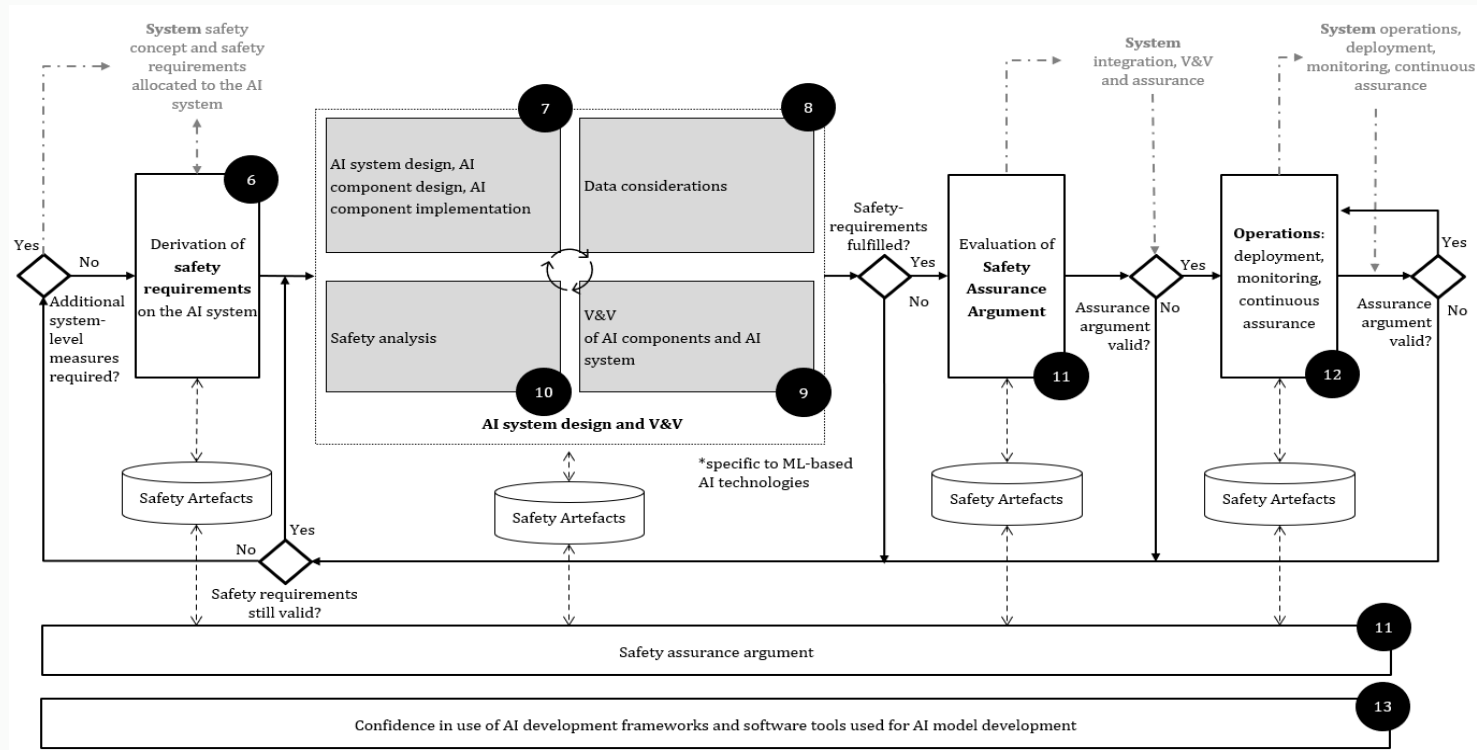 System safety
concept and safety
requirements
allocated to the AI
system
System
integration, V&V
and assurance
System operations,
deployment,
monitoring, continuous
assurance
6
7
8
AI system design, AI
component design, AI
component implementation
Data considerations
Safety analysis
V&V
of AI components and AI
system
10
9
AI system design and V&V
*specific to ML-based
AI technologies
Yes
No
Additional
system-
level
measures
required?
Derivation of
safety
requirements
on the AI system
Safety-
requirements
fulfilled?
Yes
No
Evaluation of
Safety
Assurance
Argument
11
Yes
No
Assurance
argument
valid?
Operations:
deployment,
monitoring,
continuous
assurance
12
Yes
No
Assurance
argument
valid?
Safety Artefacts
Safety Artefacts
Safety Artefacts
Safety Artefacts
Yes
No
Safety requirements
still valid?
11
Safety assurance argument
13
Confidence in use of AI development frameworks and software tools used for AI model development